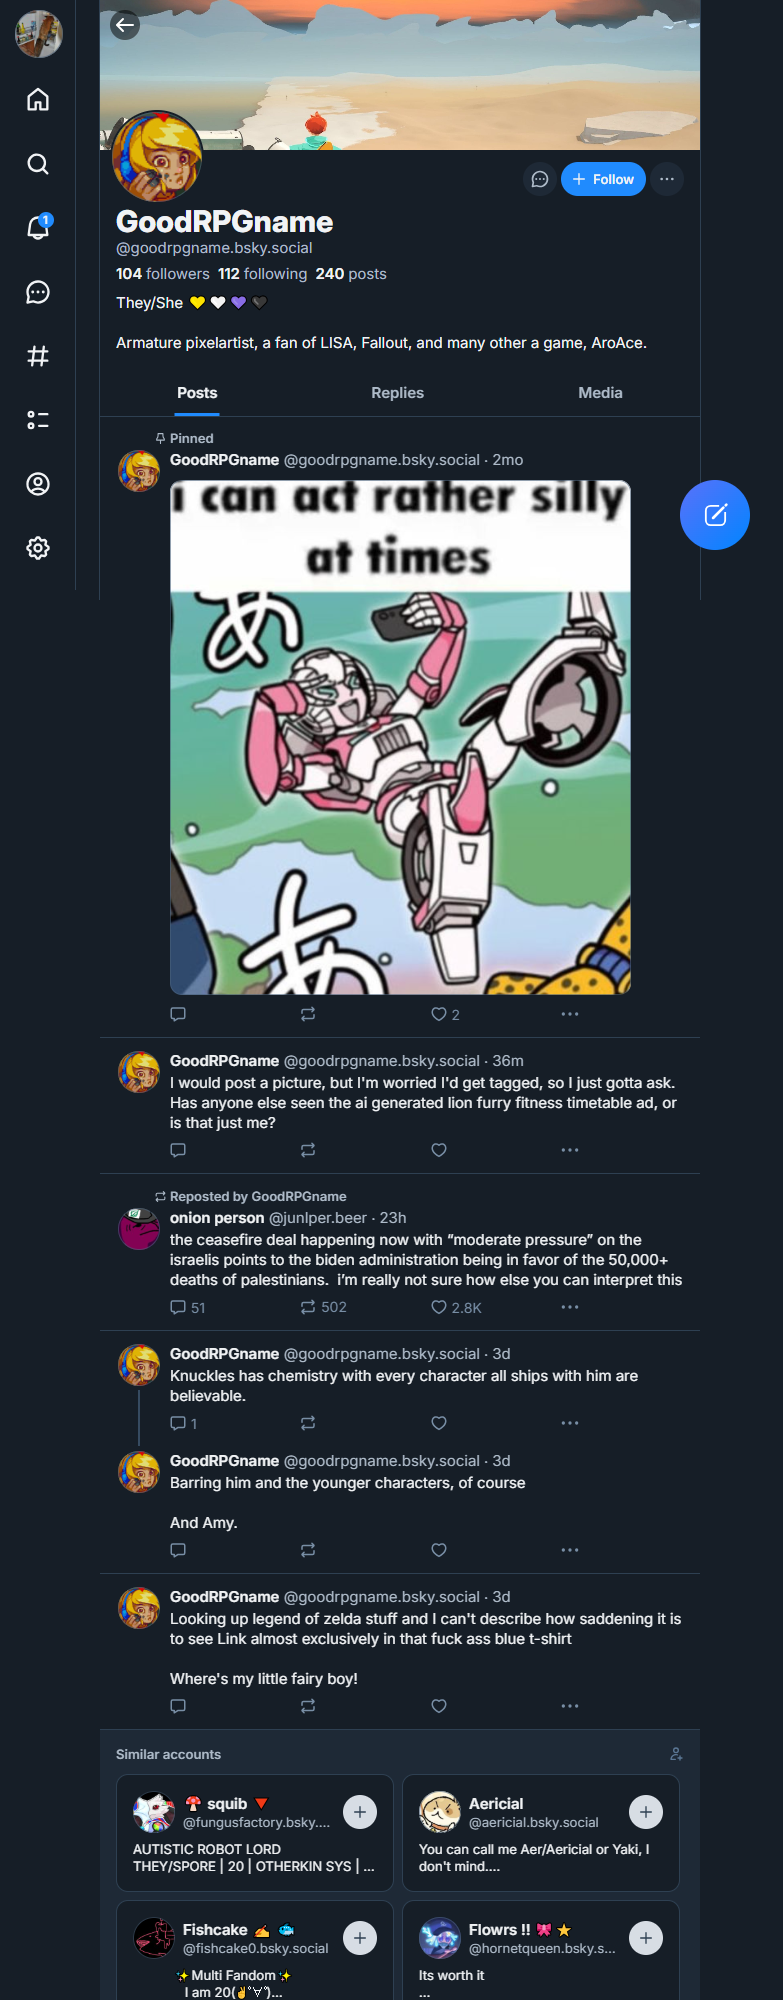 GoodRPGname
@goodrpgname.bsky.social
104 followers 112 following 240 posts
They/She 💛🤍💜🖤
Armature pixelartist, a fan of LISA, Fallout, and many other a game, AroAce.
+ Follow
1
Posts Replies Media
Pinned
GoodRPGname @goodrpgname.bsky.social · 2mo
i can act rather silly
at times
あ
あ
2
GoodRPGname @goodrpgname.bsky.social · 36m
I would post a picture, but I'm worried I'd get tagged, so I just gotta ask.
Has anyone else seen the ai generated lion furry fitness timetable ad, or
is that just me?
Reposted by GoodRPGname
onion person @junlper.beer · 23h
the ceasefire deal happening now with “moderate pressure” on the
israelis points to the biden administration being in favor of the 50,000+
deaths of palestinians. i’m really not sure how else you can interpret this
51 502 2.8K
GoodRPGname @goodrpgname.bsky.social · 3d
Knuckles has chemistry with every character all ships with him are
believable.
1
GoodRPGname @goodrpgname.bsky.social · 3d
Barring him and the younger characters, of course
And Amy.
GoodRPGname @goodrpgname.bsky.social · 3d
Looking up legend of zelda stuff and I can't describe how saddening it is
to see Link almost exclusively in that fuck ass blue t-shirt
Where's my little fairy boy!
Similar accounts
🍄 squib 🔻
@fungusfactory.bsky....
AUTISTIC ROBOT LORD
THEY/SPORE | 20 | OTHERKIN SYS | ...
Aericial
@aericial.bsky.social
You can call me Aer/Aericial or Yaki, I
don't mind....
Fishcake ✍️ 🐟
@fishcake0.bsky.social
✨Multi Fandom✨
I am 20(✌゚∀゚)...
Flowrs !! 🎀 ⭐
@hornetqueen.bsky.s...
Its worth it
...